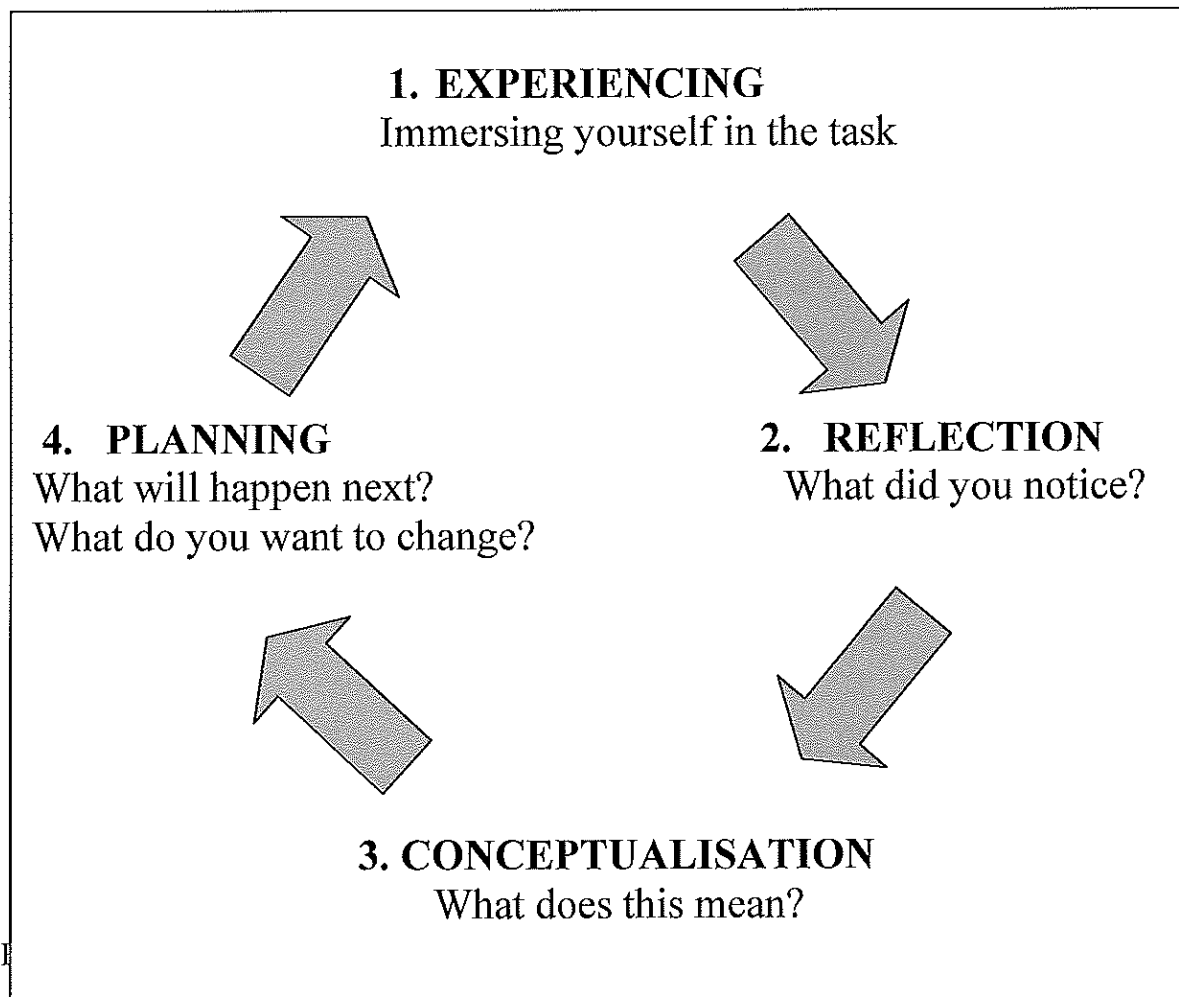 1. EXPERIENCING
Immersing yourself in the task
2. REFLECTION
What did you notice?
3. CONCEPTUALISATION
What does this mean?
4. PLANNING
What will happen next?
What do you want to change?